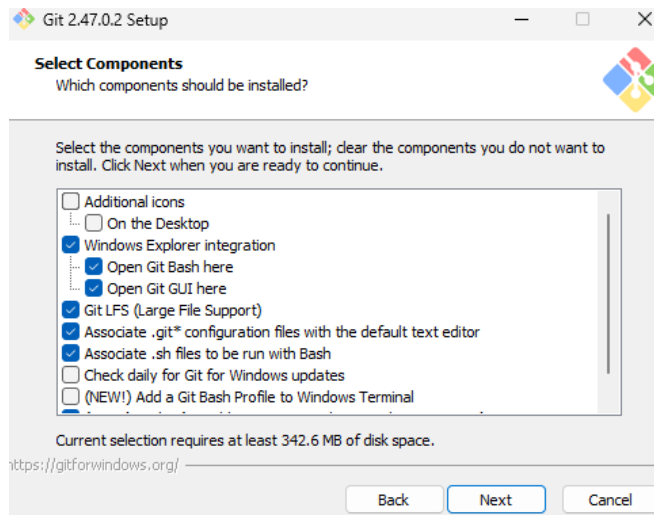 Git 2.47.0.2 Setup
Select Components
Which components should be installed?
Select the components you want to install; clear the components you do not want to
install. Click Next when you are ready to continue.
Additional icons
On the Desktop
Windows Explorer integration
Open Git Bash here
Open Git GUI here
Git LFS (Large File Support)
Associate .git* configuration files with the default text editor
Associate .sh files to be run with Bash
Check daily for Git for Windows updates
(NEW!) Add a Git Bash Profile to Windows Terminal
Current selection requires at least 342.6 MB of disk space.
https://gitforwindows.org/
Back Next Cancel